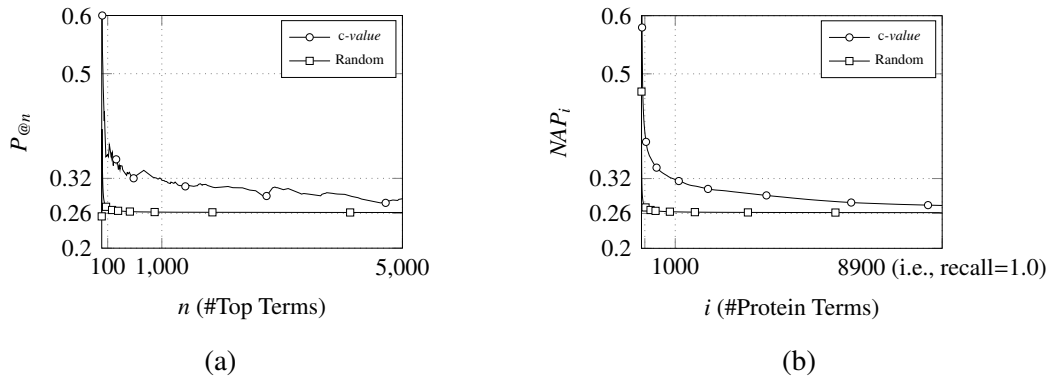 0.6
0.5
0.32
0.26
0.2
P@n
c-value
Random
100 1,000 5,000
n (#Top Terms)
(a)
0.6
0.5
0.32
0.26
0.2
NAPi
c-value
Random
1000 8900 (i.e., recall=1.0)
i (#Protein Terms)
(b)